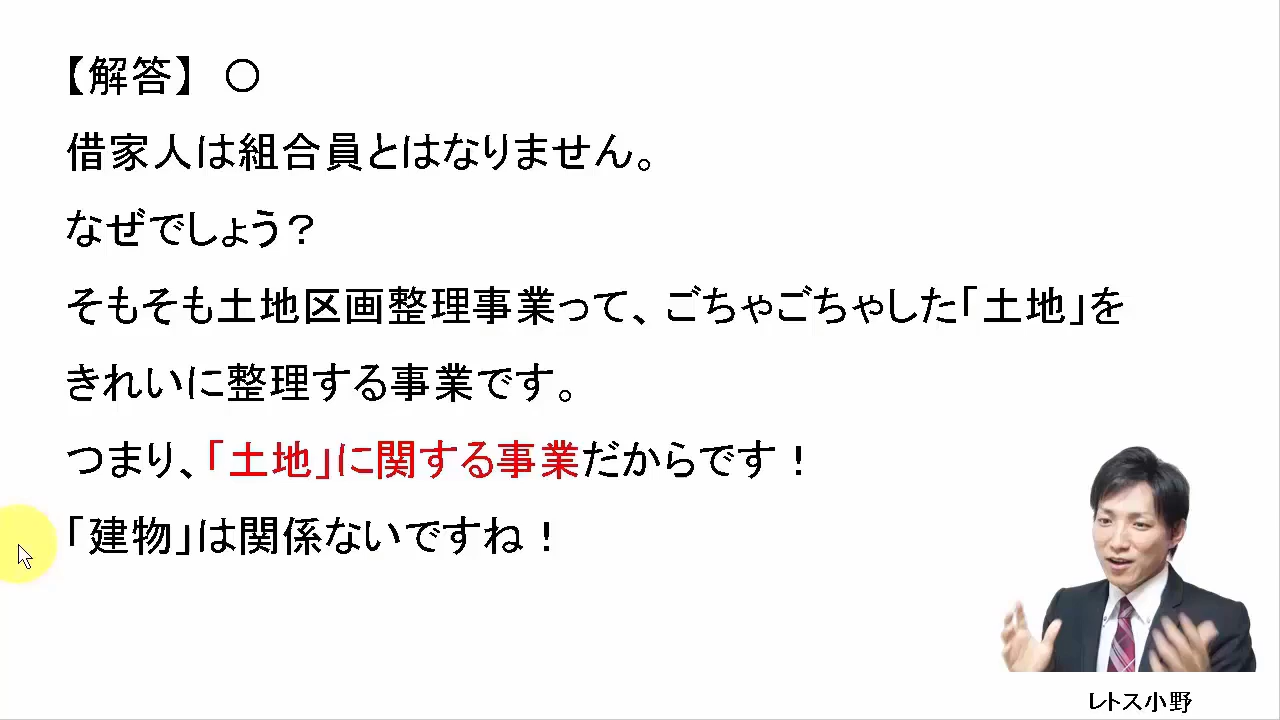 【解答】 ○
借家人は組合員とはなりません。
なぜでしょう？
そもそも土地区画整理事業って、ごちゃごちゃした「土地」を
きれいに整理する事業です。
つまり、「土地」に関する事業だからです！
「建物」は関係ないですね！
レトス小野